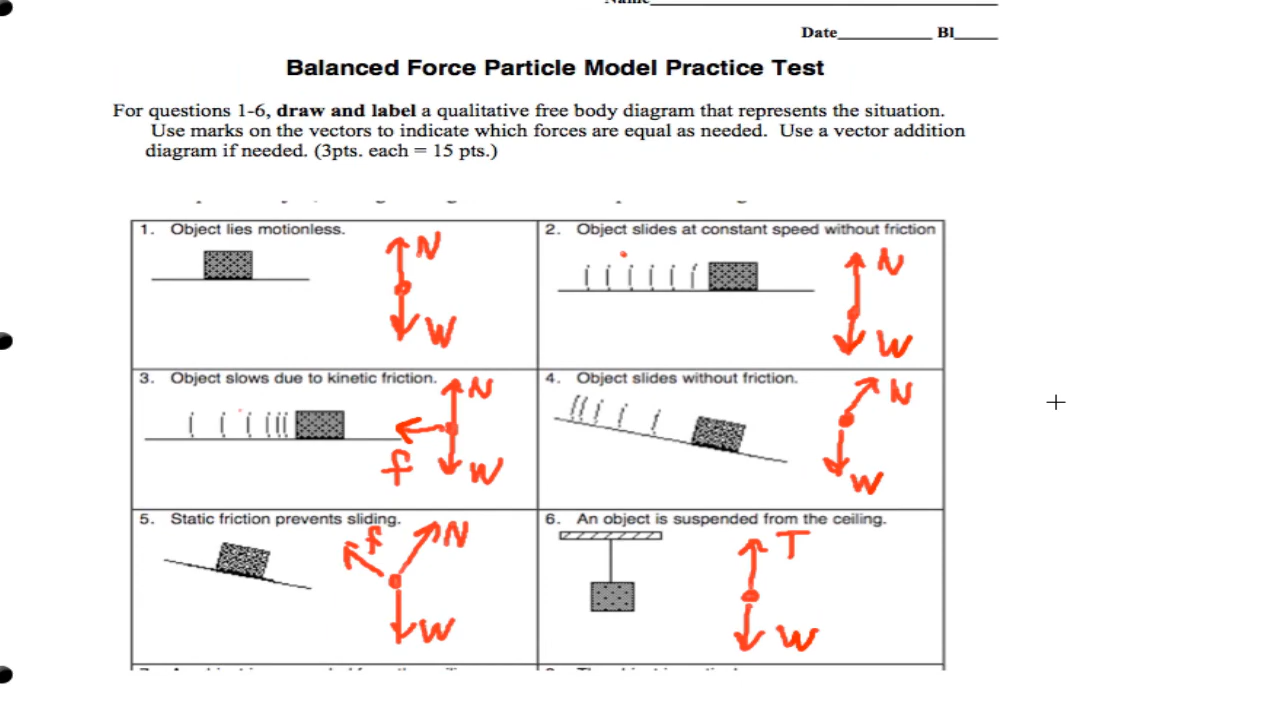 Name
Date__________ Bl_____
Balanced Force Particle Model Practice Test
For questions 1-6, draw and label a qualitative free body diagram that represents the situation.
Use marks on the vectors to indicate which forces are equal as needed. Use a vector addition
diagram if needed. (3pts. each = 15 pts.)
1. Object lies motionless.
N
W
2. Object slides at constant speed without friction
N
W
3. Object slows due to kinetic friction.
N
f
W
4. Object slides without friction.
N
W
5. Static friction prevents sliding.
f
N
W
6. An object is suspended from the ceiling.
T
W